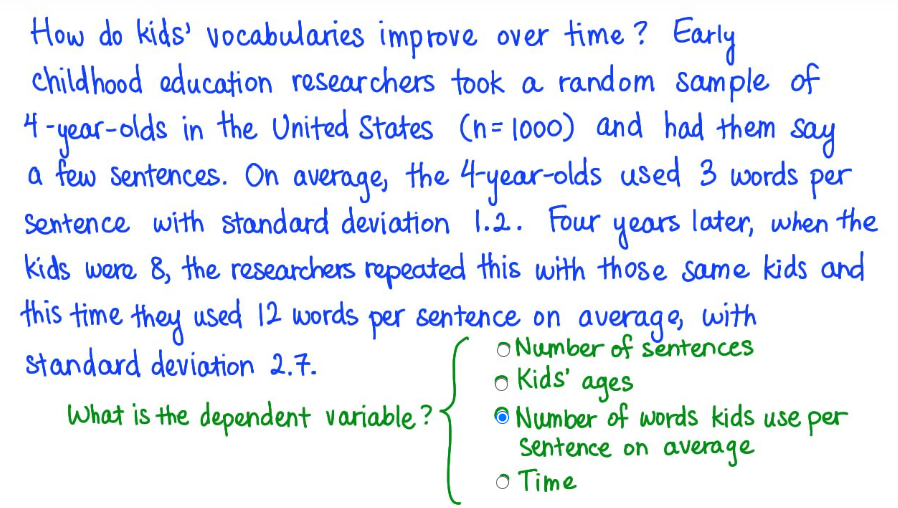 How do kids' vocabularies improve over time? Early
childhood education researchers took a random sample of
4-year-olds in the United States (n=1000) and had them say
a few sentences. On average, the 4-year-olds used 3 words per
sentence with standard deviation 1.2. Four years later, when the
kids were 8, the researchers repeated this with those same kids and
this time they used 12 words per sentence on average, with
standard deviation 2.7.
What is the dependent variable?
Number of sentences
Kids' ages
Number of words kids use per
sentence on average
Time